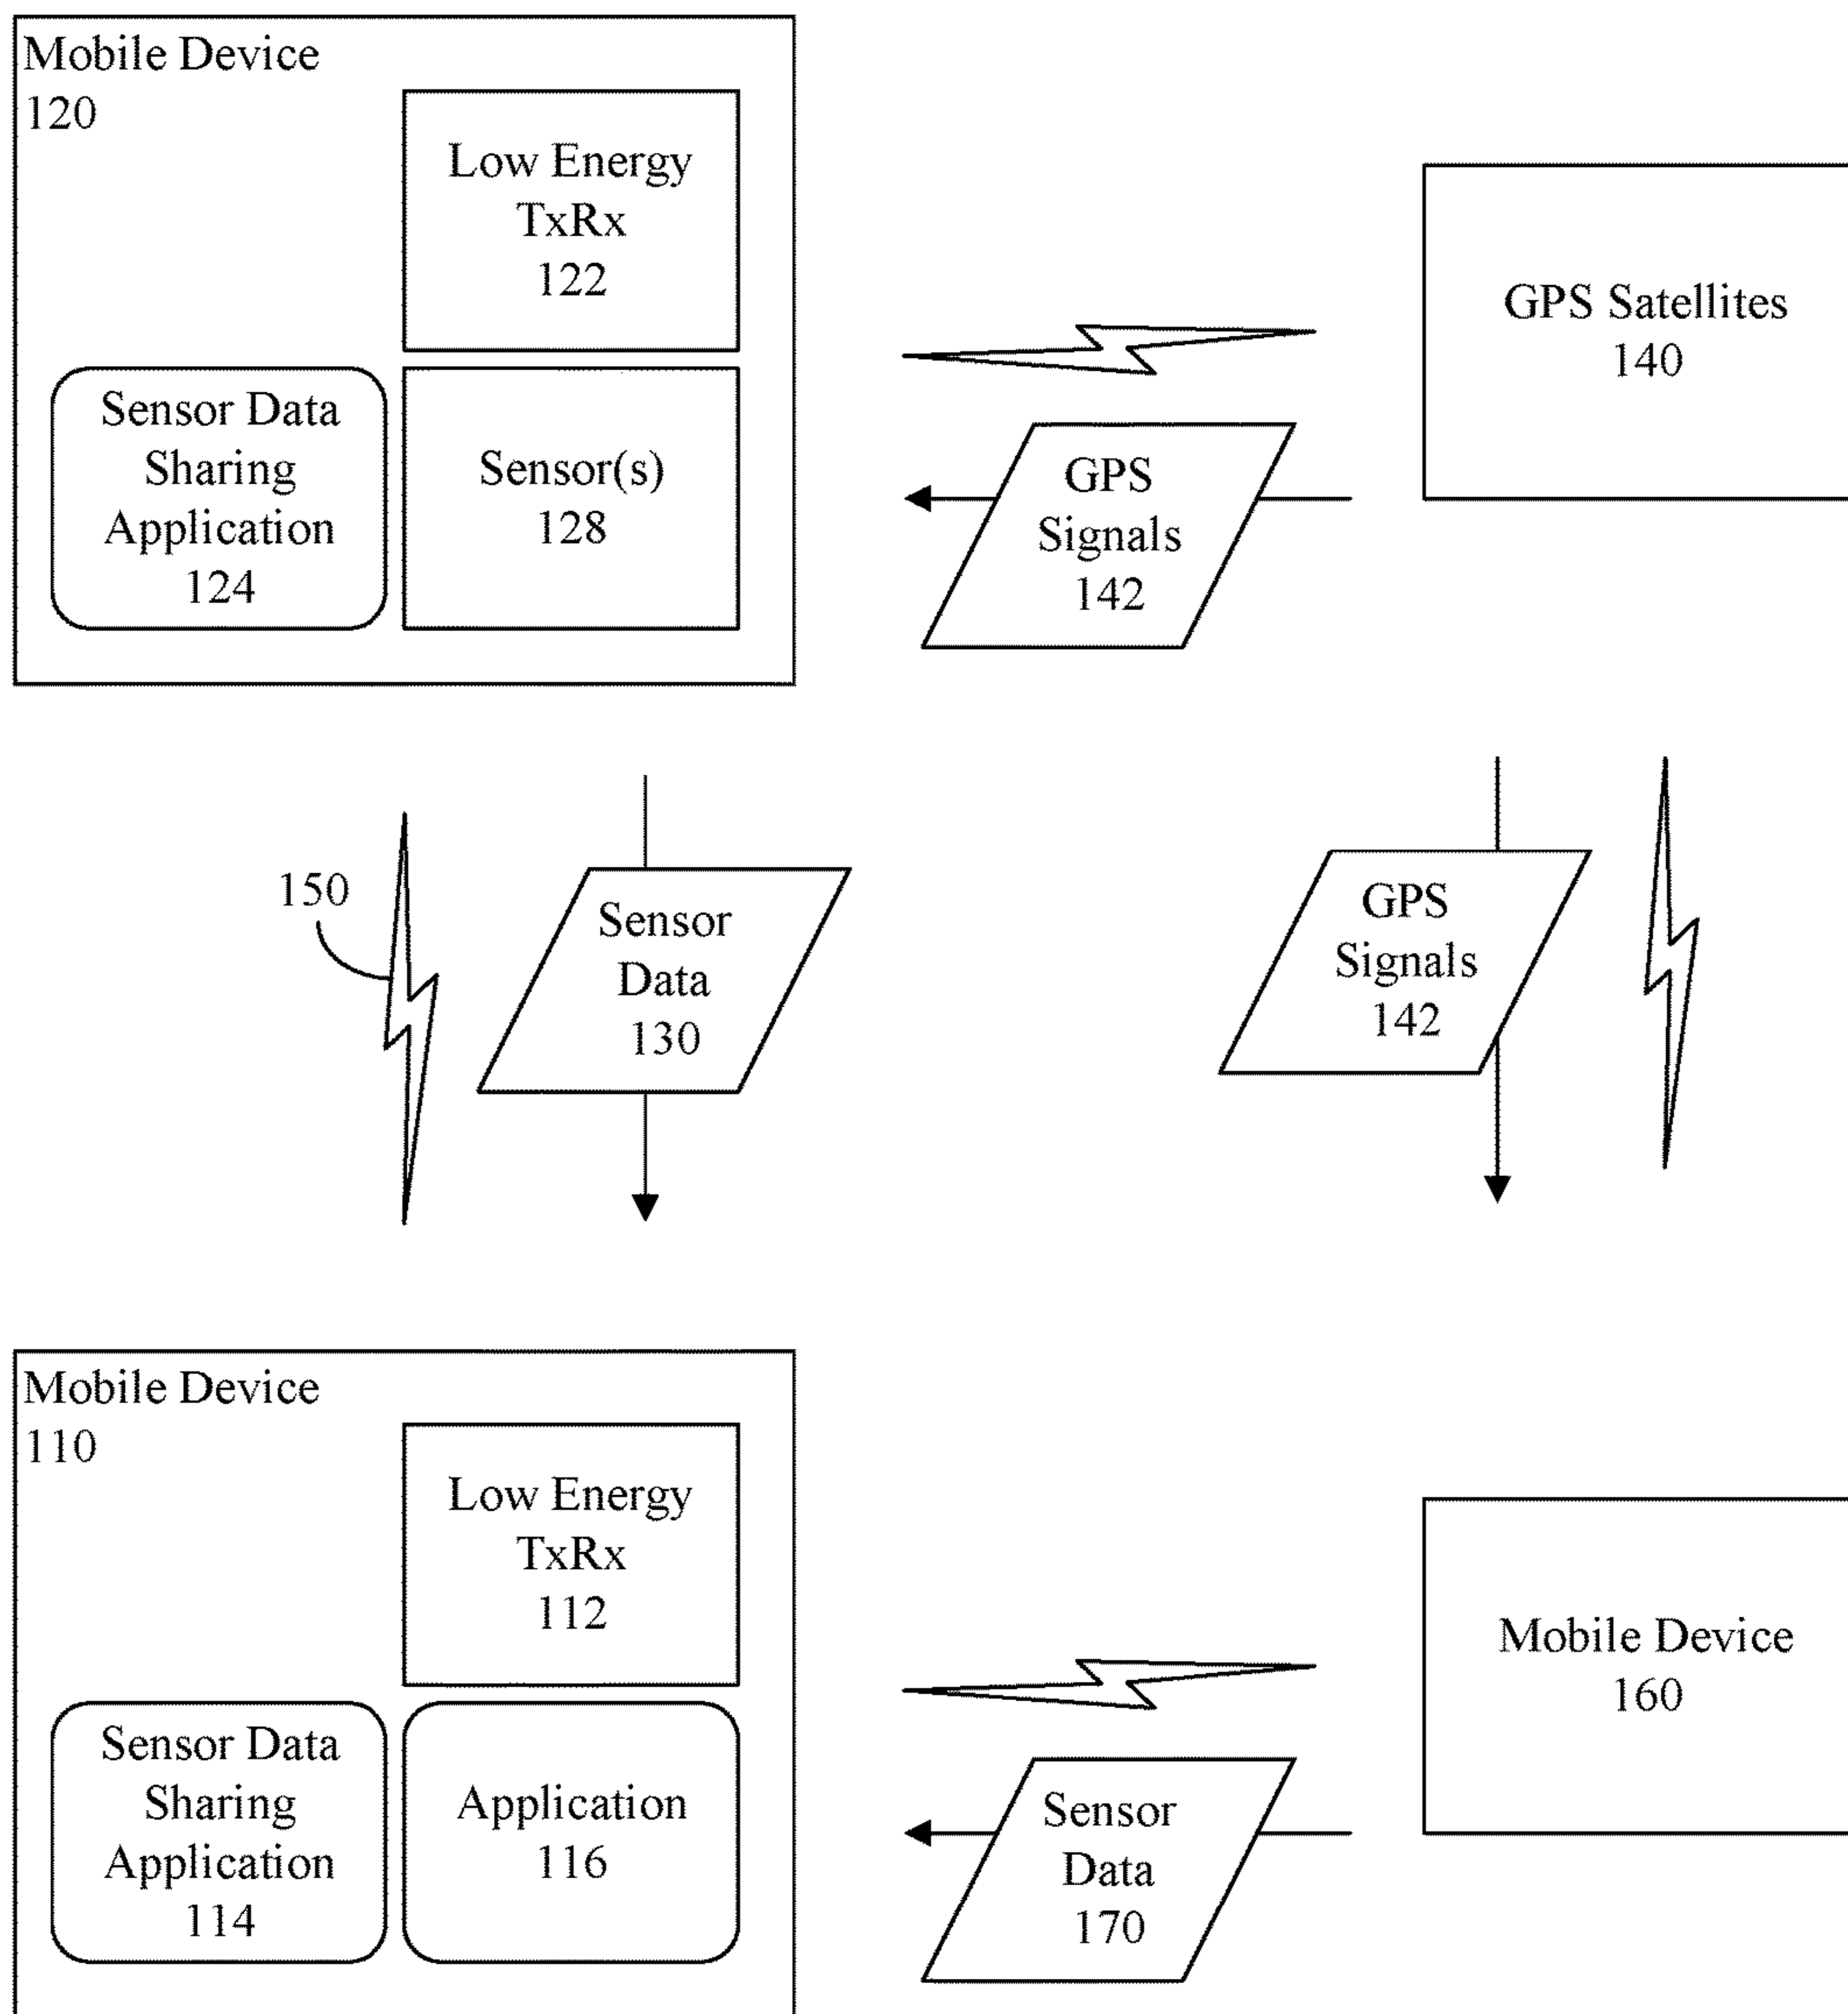 Mobile Device
120
Low Energy
TxRx
122
Sensor Data
Sharing
Application
124
Sensor(s)
128
GPS Satellites
140
GPS
Signals
142
150
Sensor
Data
130
GPS
Signals
142
Mobile Device
110
Low Energy
TxRx
112
Sensor Data
Sharing
Application
114
Application
116
Mobile Device
160
Sensor
Data
170